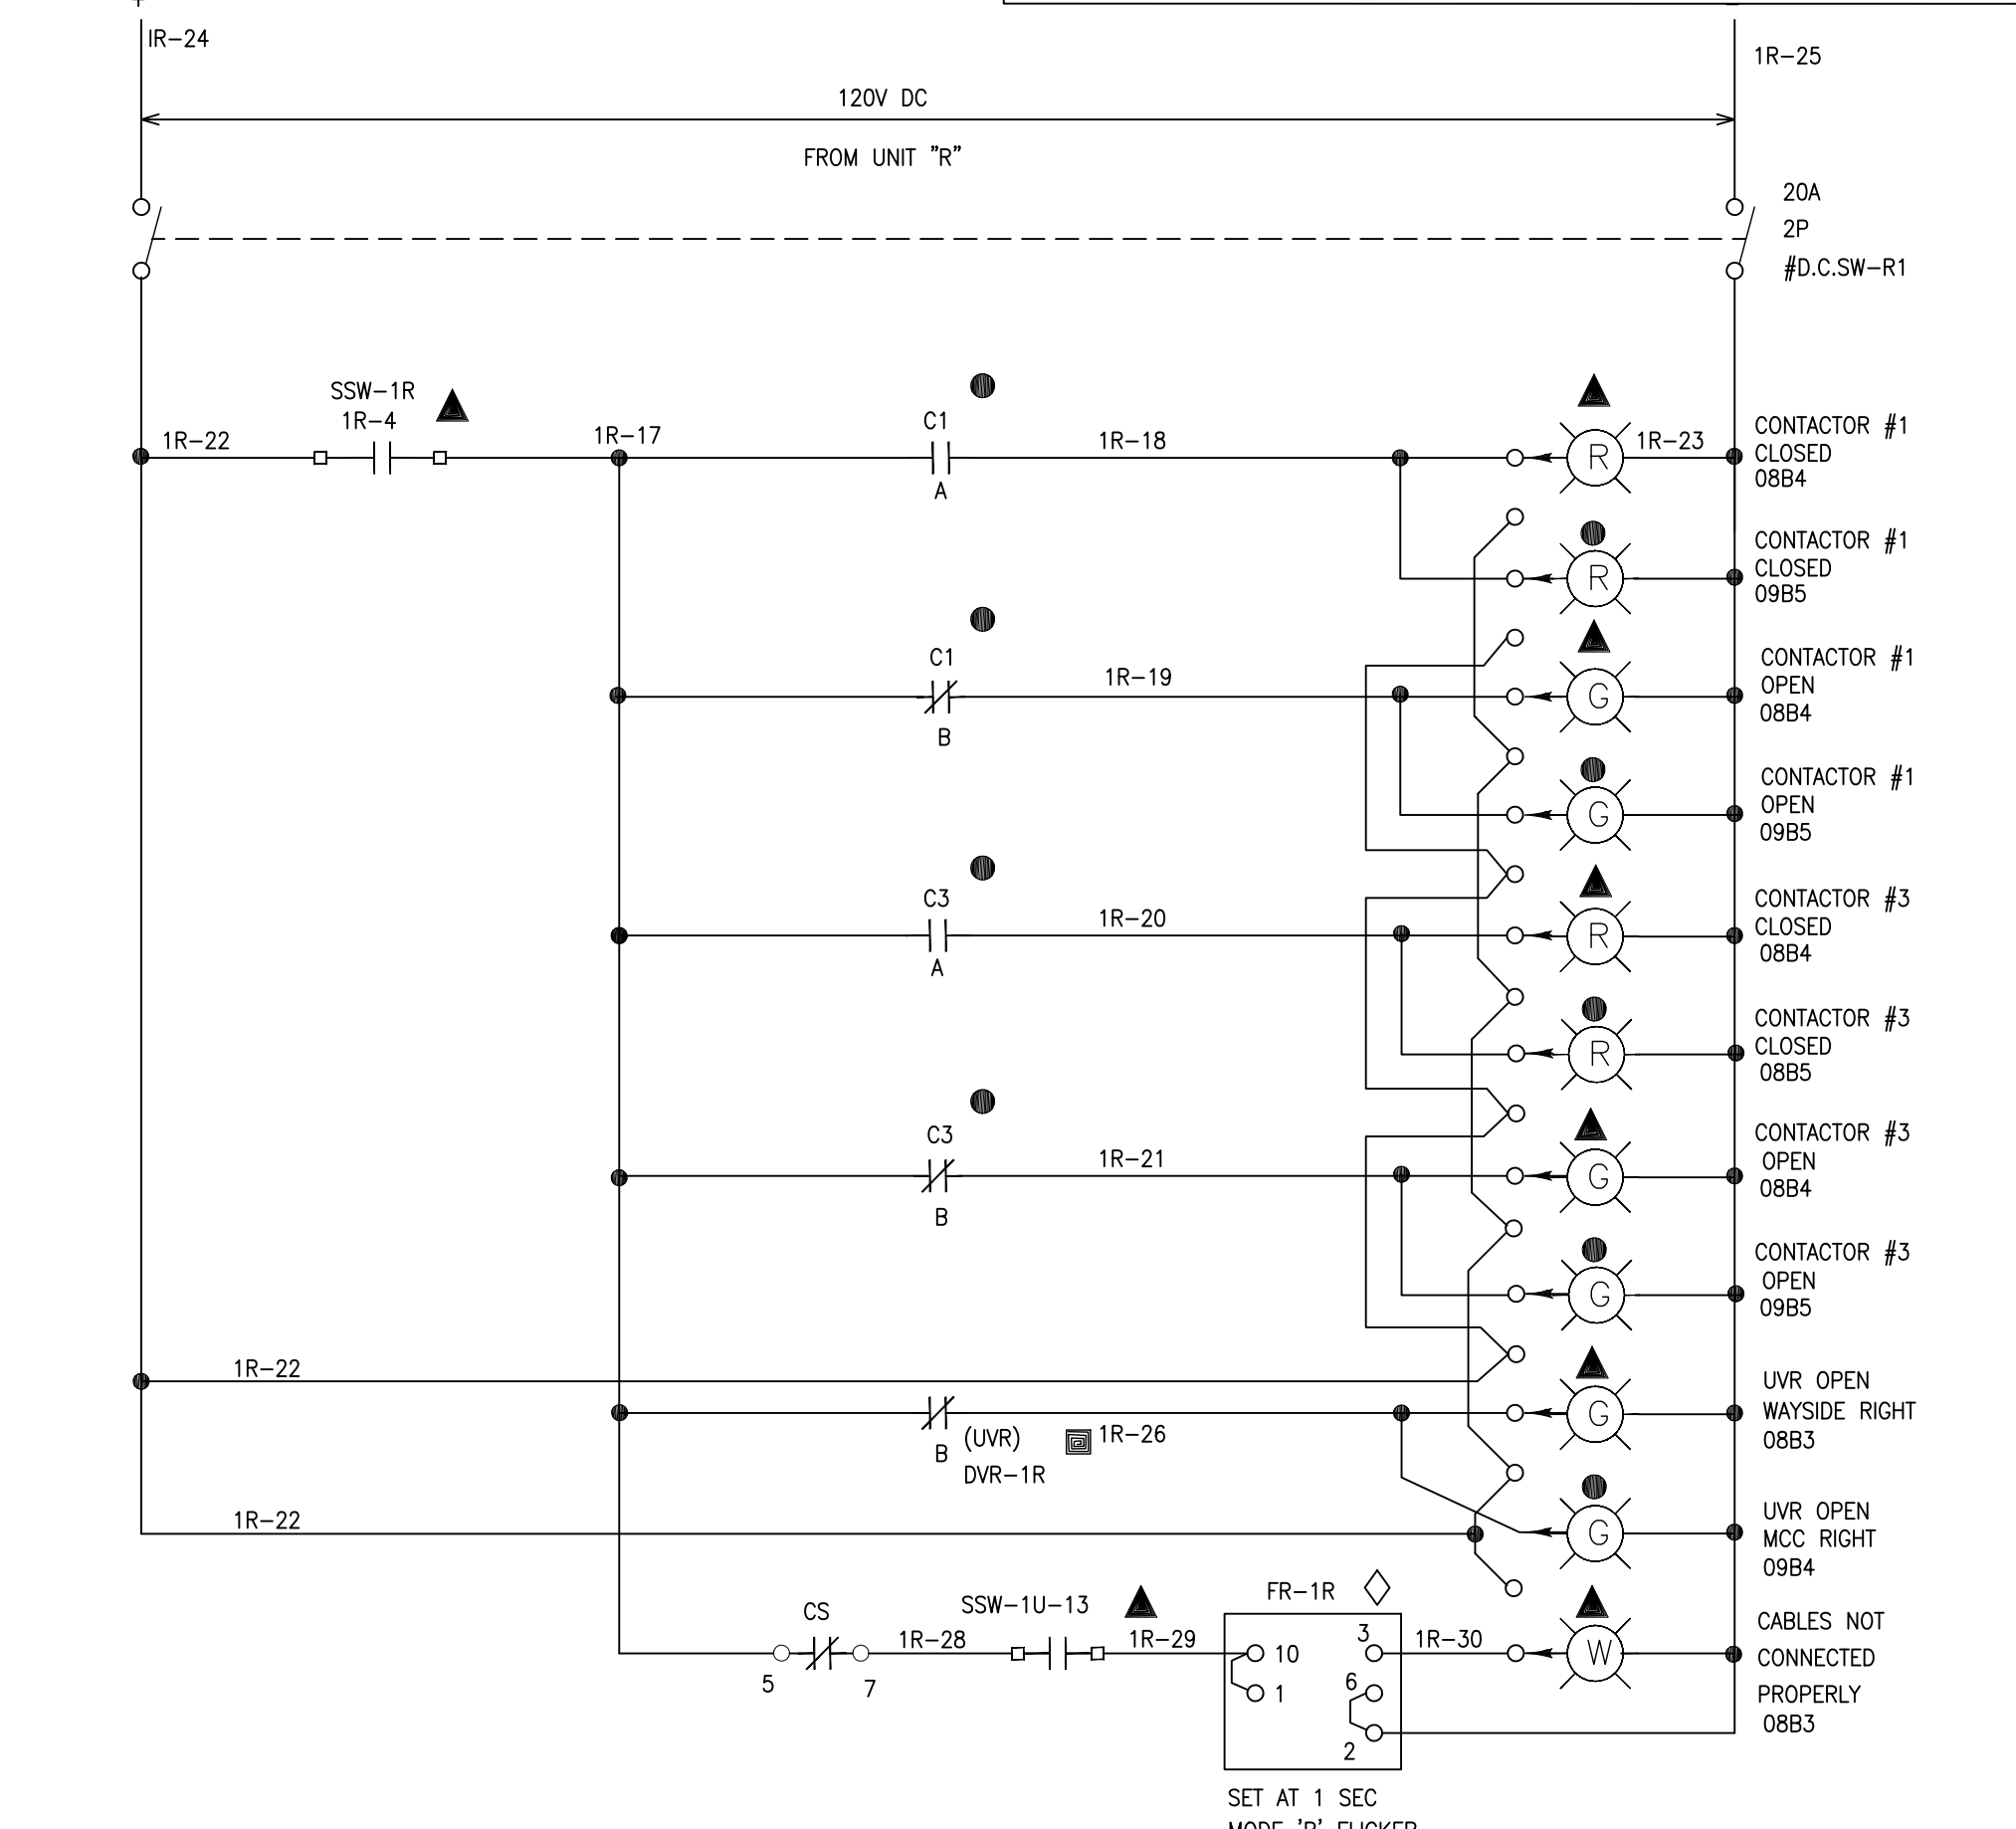 IR-24
1R-25
120V DC
FROM UNIT "R"
20A
2P
#D.C.SW-R1
SSW-1R
1R-4
1R-22
1R-17
C1
A
1R-18
R
1R-23
CONTACTOR #1
CLOSED
08B4
R
CONTACTOR #1
CLOSED
09B5
C1
B
1R-19
G
CONTACTOR #1
OPEN
08B4
G
CONTACTOR #1
OPEN
09B5
C3
A
1R-20
R
CONTACTOR #3
CLOSED
08B4
R
CONTACTOR #3
CLOSED
08B5
C3
B
1R-21
G
CONTACTOR #3
OPEN
08B4
G
CONTACTOR #3
OPEN
09B5
1R-22
B
(UVR)
DVR-1R
1R-26
G
UVR OPEN
WAYSIDE RIGHT
08B3
1R-22
G
UVR OPEN
MCC RIGHT
09B4
CS
5
7
1R-28
SSW-1U-13
1R-29
FR-1R
10
1
3
6
2
1R-30
W
CABLES NOT
CONNECTED
PROPERLY
08B3
SET AT 1 SEC
MODE 'B' FLICKER